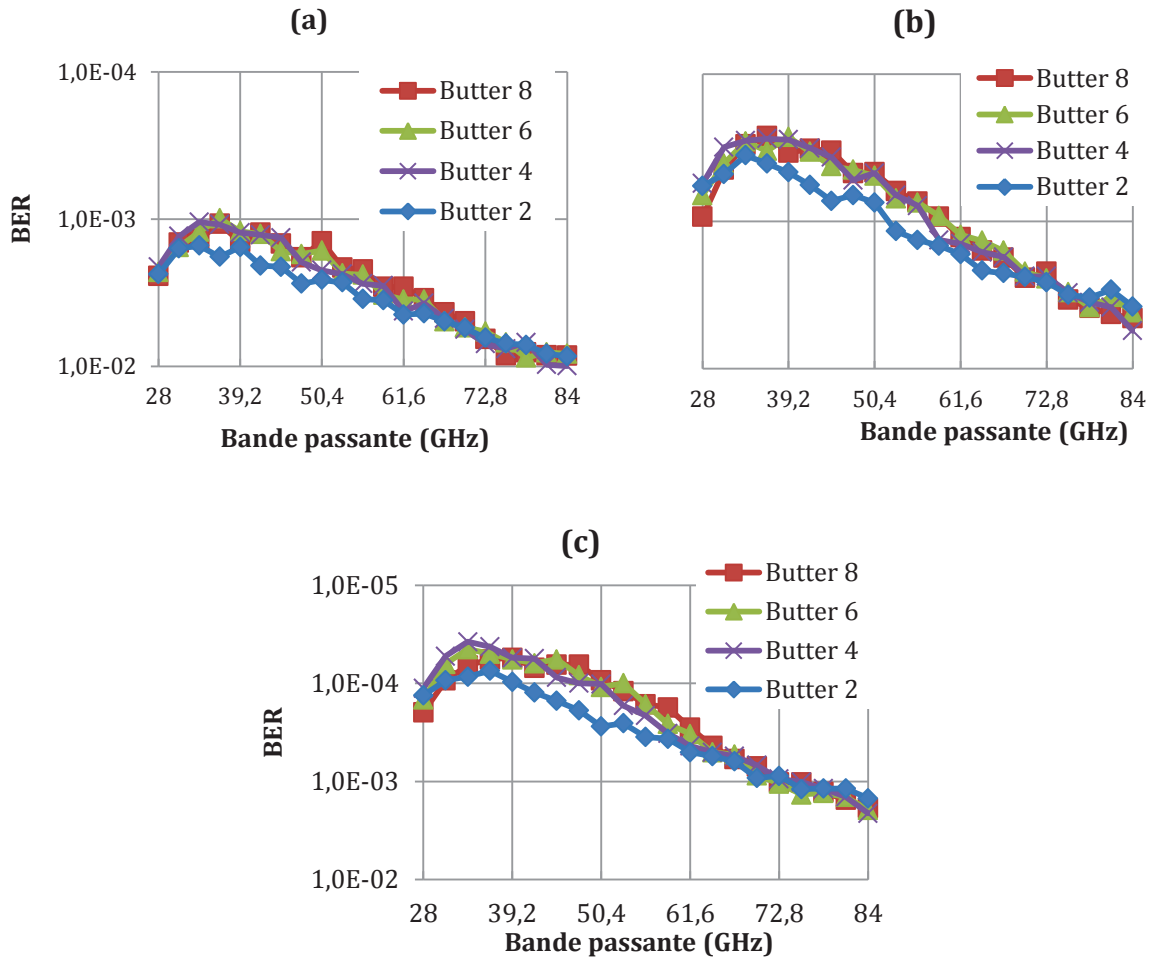 (a)
1,0E-04
1,0E-03
1,0E-02
BER
28 39,2 50,4 61,6 72,8 84
Bande passante (GHz)
Butter 8
Butter 6
Butter 4
Butter 2
(b)
Butter 8
Butter 6
Butter 4
Butter 2
28 39,2 50,4 61,6 72,8 84
Bande passante (GHz)
(c)
1,0E-05
1,0E-04
1,0E-03
1,0E-02
BER
Butter 8
Butter 6
Butter 4
Butter 2
28 39,2 50,4 61,6 72,8 84
Bande passante (GHz)